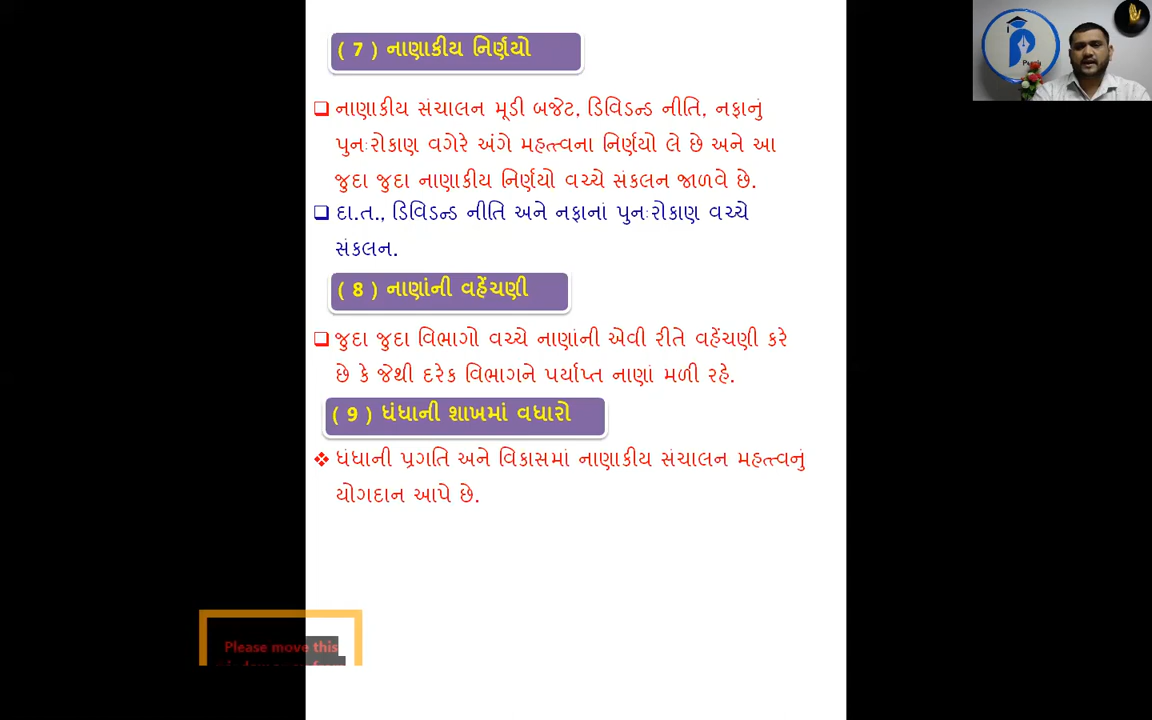 ( 7 ) નાણાકીય નિર્ણયો
❑ નાણાકીય સંચાલન મૂડી બજેટ, ડિવિડન્ડ નીતિ, નફાનું
પુનઃરોકાણ વગેરે અંગે મહત્ત્વના નિર્ણયો લે છે અને આ
જુદા જુદા નાણાકીય નિર્ણયો વચ્ચે સંકલન જાળવે છે.
❑ દા.ત., ડિવિડન્ડ નીતિ અને નફાનાં પુનઃરોકાણ વચ્ચે
સંકલન.
( 8 ) નાણાંની વહેંચણી
❑ જુદા જુદા વિભાગો વચ્ચે નાણાંની એવી રીતે વહેંચણી કરે
છે કે જેથી દરેક વિભાગને પર્યાપ્ત નાણાં મળી રહે.
( 9 ) ધંધાની શાખમાં વધારો
❖ ધંધાની પ્રગતિ અને વિકાસમાં નાણાકીય સંચાલન મહત્ત્વનું
યોગદાન આપે છે.
Please move this